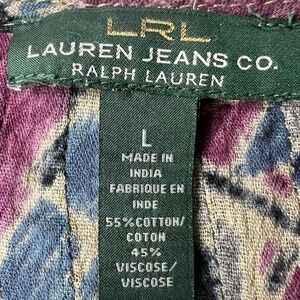 LRL
LAUREN JEANS CO.
RALPH LAUREN
L
MADE IN
INDIA
FABRIQUE EN
INDE
55%COTTON/
COTON
45%
VISCOSE/
VISCOSE